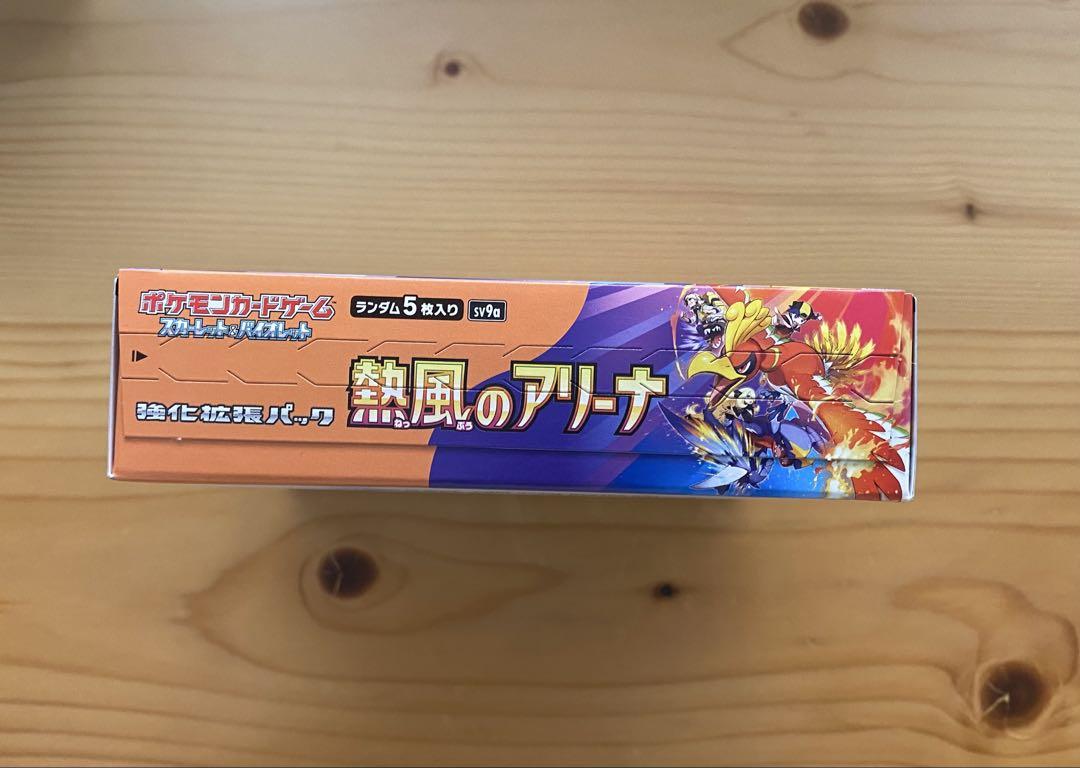 ポケモンカードゲーム
スカーレット&バイオレット
ランダム5枚入り
sv9a
強化拡張パック
熱風のアリーナ
ねっ ぷう